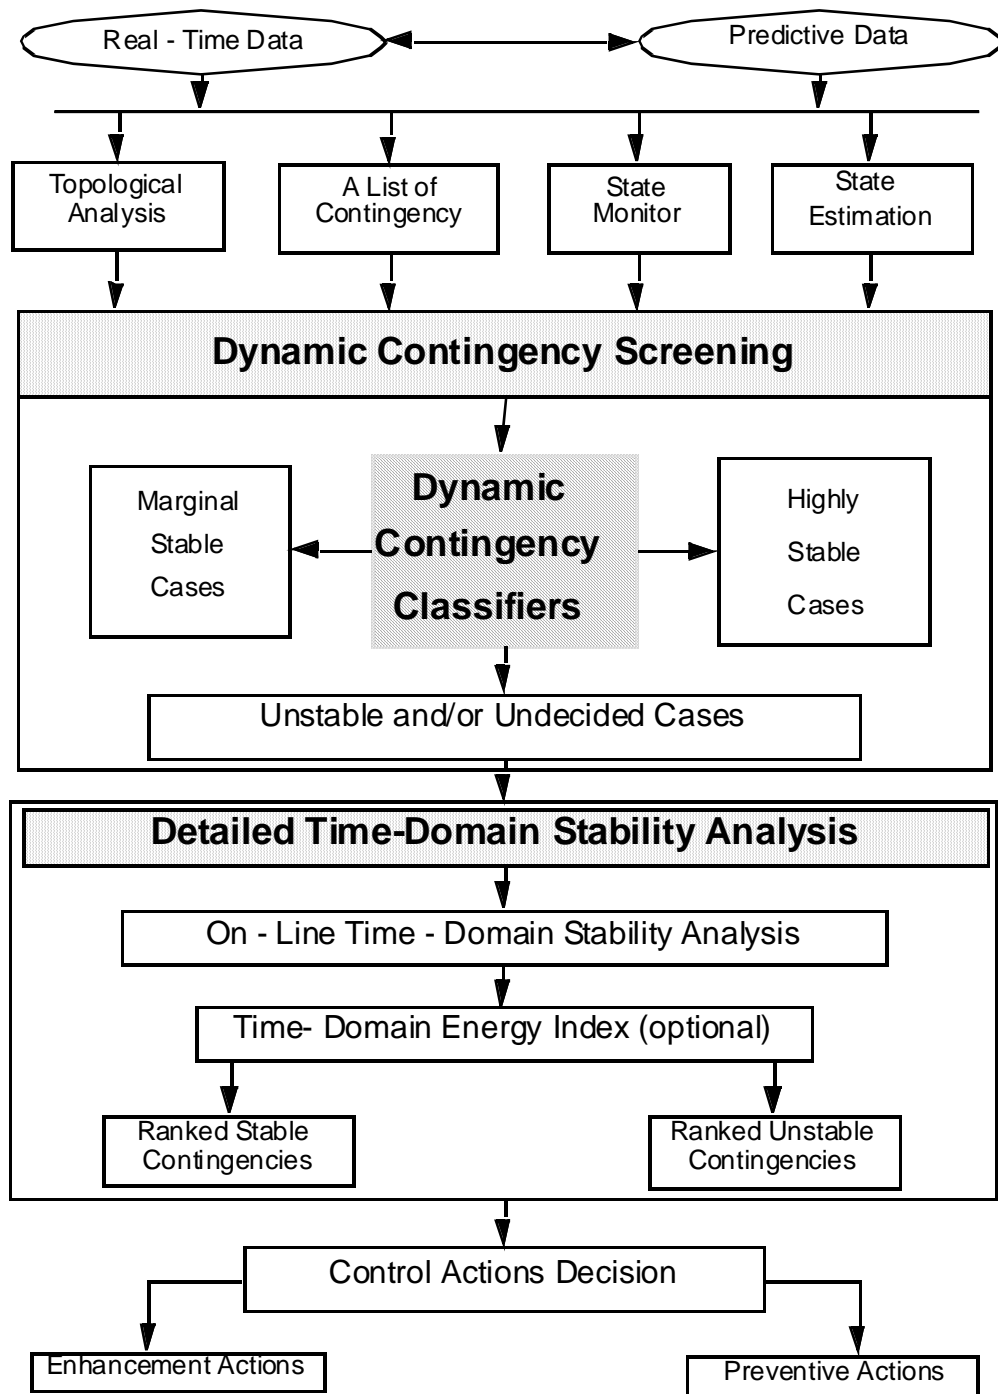 Real - Time Data
Predictive Data
Topological
Analysis
A List of
Contingency
State
Monitor
State
Estimation
Dynamic Contingency Screening
Marginal
Stable
Cases
Dynamic
Contingency
Classifiers
Highly
Stable
Cases
Unstable and/or Undecided Cases
Detailed Time-Domain Stability Analysis
On - Line Time - Domain Stability Analysis
Time- Domain Energy Index (optional)
Ranked Stable
Contingencies
Ranked Unstable
Contingencies
Control Actions Decision
Enhancement Actions
Preventive Actions